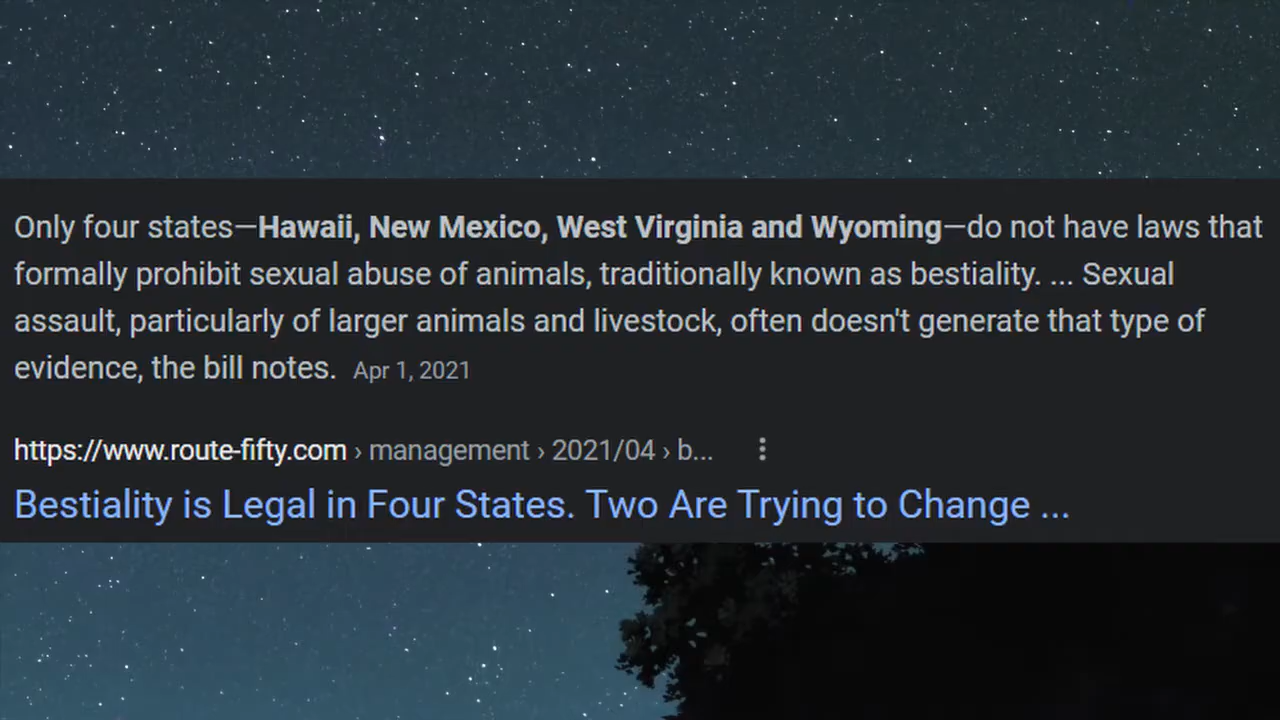 Only four states—Hawaii, New Mexico, West Virginia and Wyoming—do not have laws that
formally prohibit sexual abuse of animals, traditionally known as bestiality. ... Sexual
assault, particularly of larger animals and livestock, often doesn't generate that type of
evidence, the bill notes. Apr 1, 2021
https://www.route-fifty.com › management › 2021/04 › b...
Bestiality is Legal in Four States. Two Are Trying to Change ...